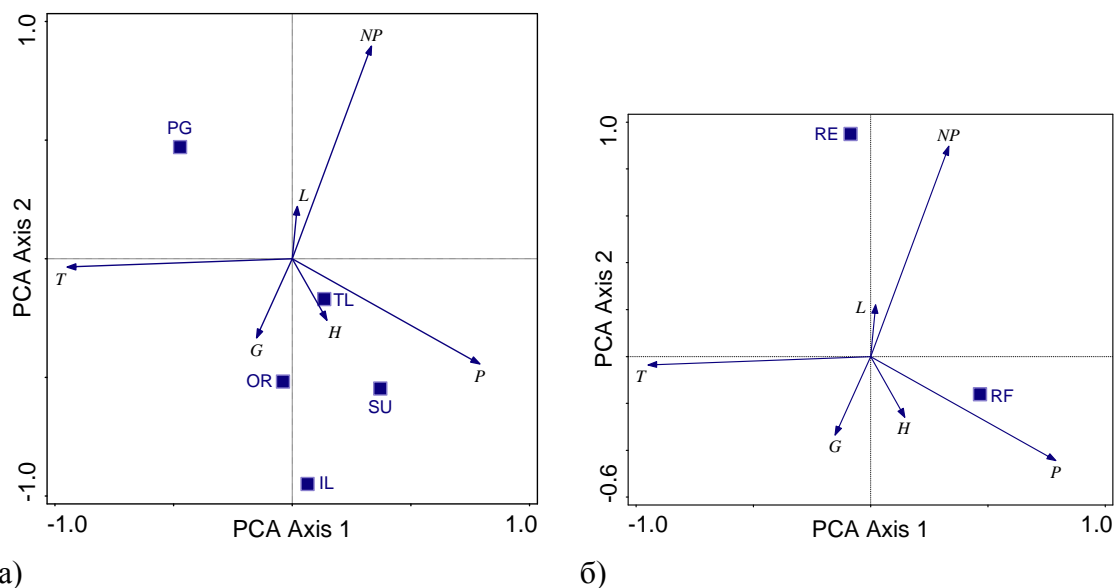 1.0
NP
PG
L
T
TL
H
G
P
OR
SU
IL
PCA Axis 2
-1.0
-1.0
PCA Axis 1
1.0
а)
1.0
RE
NP
L
T
RF
H
G
P
PCA Axis 2
-0.6
-1.0
PCA Axis 1
1.0
б)